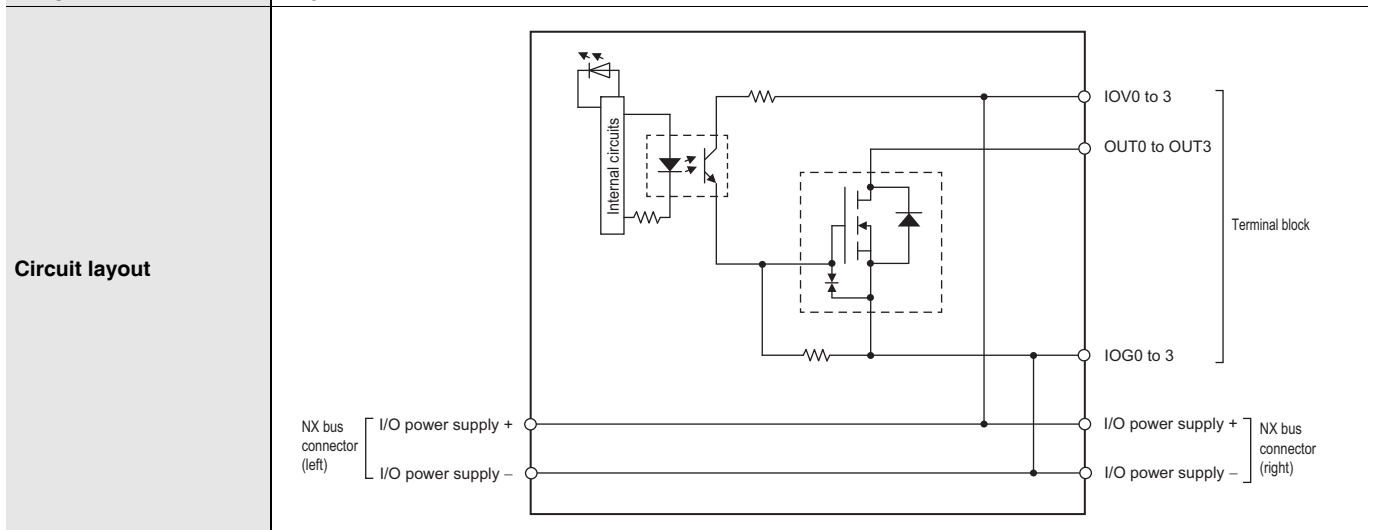 Circuit layout
Internal circuits
IOV0 to 3
OUT0 to OUT3
Terminal block
IOG0 to 3
NX bus
connector
(left)
I/O power supply +
I/O power supply –
I/O power supply +
I/O power supply –
NX bus
connector
(right)